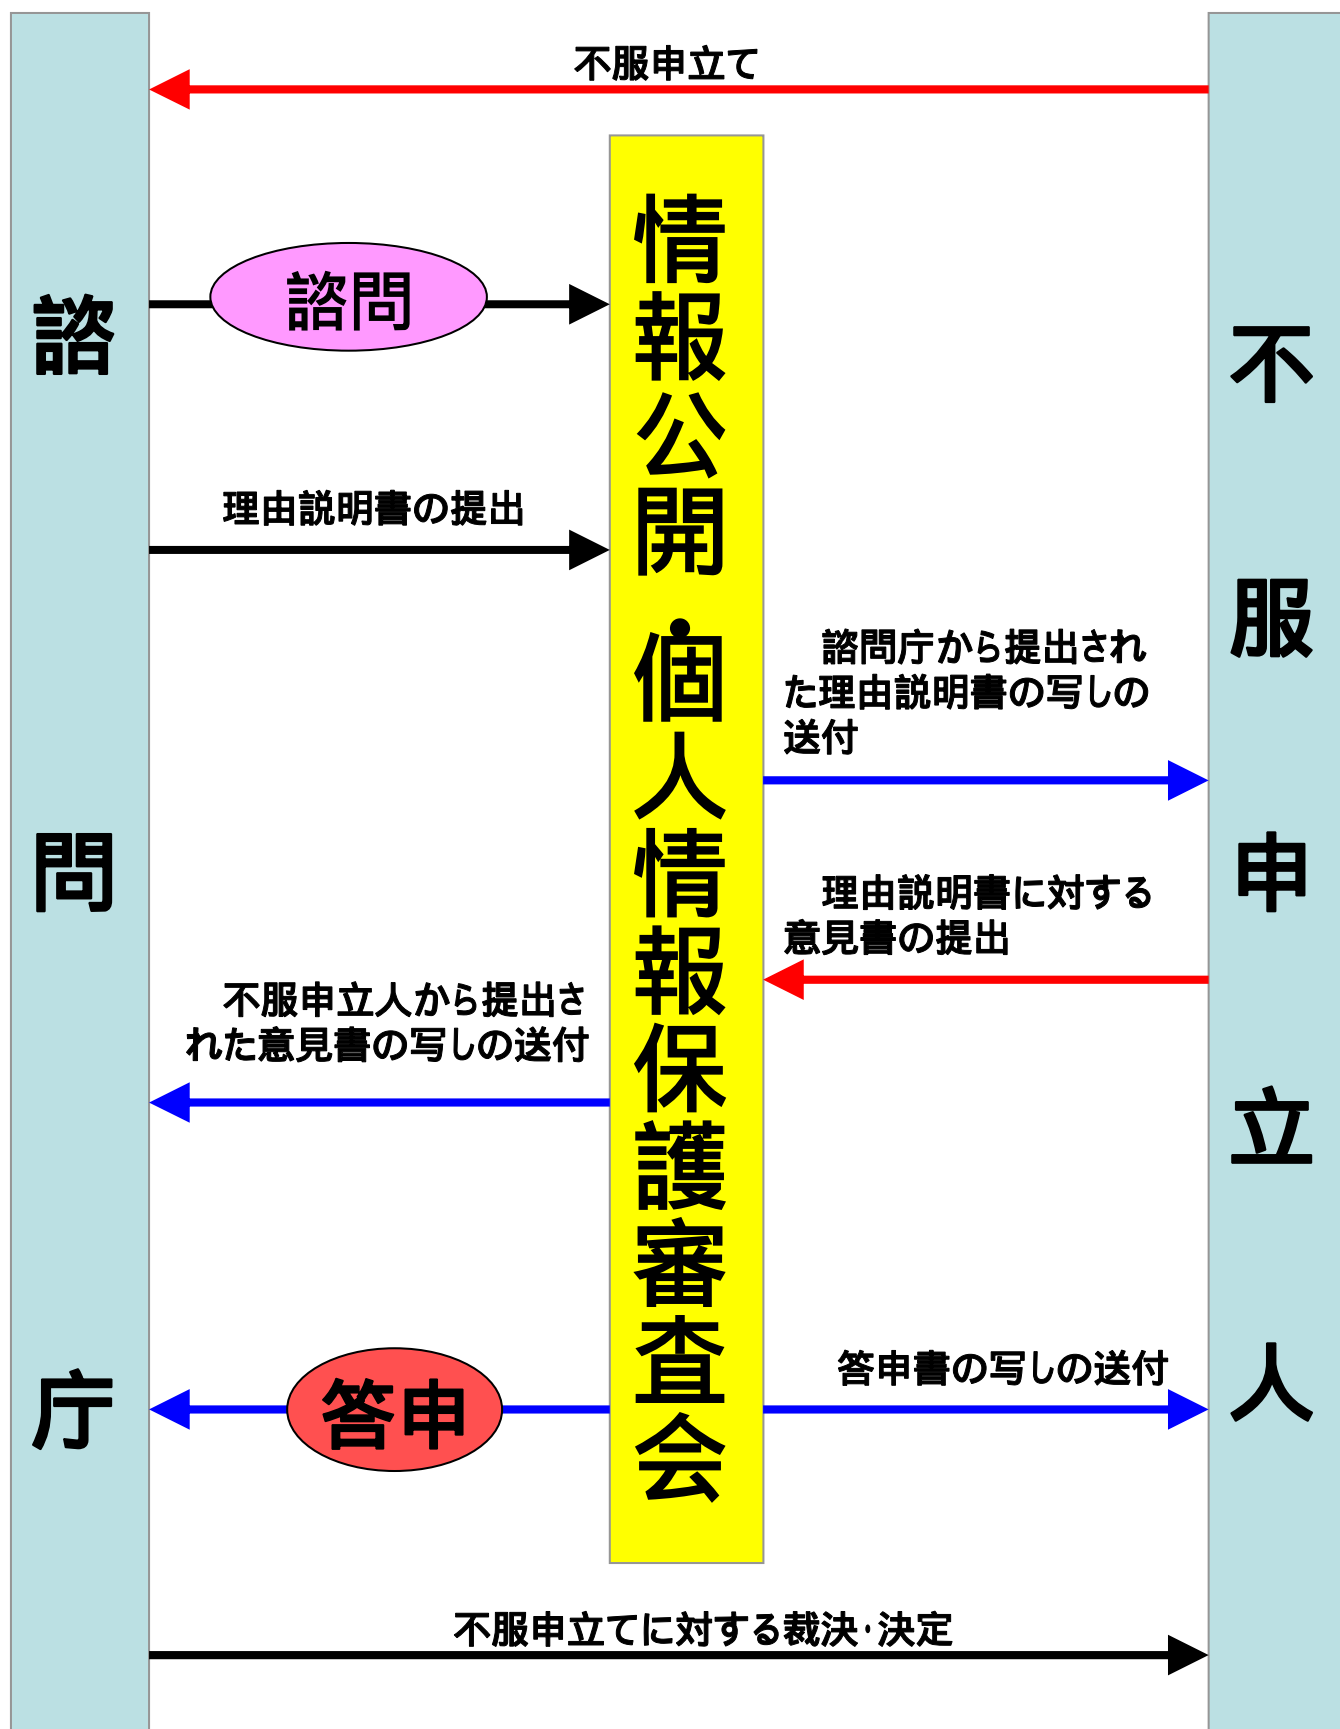 不服申立て
諮問庁
諮問
情報公開・個人情報保護審査会
不服申立人
理由説明書の提出
諮問庁から提出され
た理由説明書の写しの
送付
理由説明書に対する
意見書の提出
不服申立人から提出さ
れた意見書の写しの送付
答申
答申書の写しの送付
不服申立てに対する裁決・決定